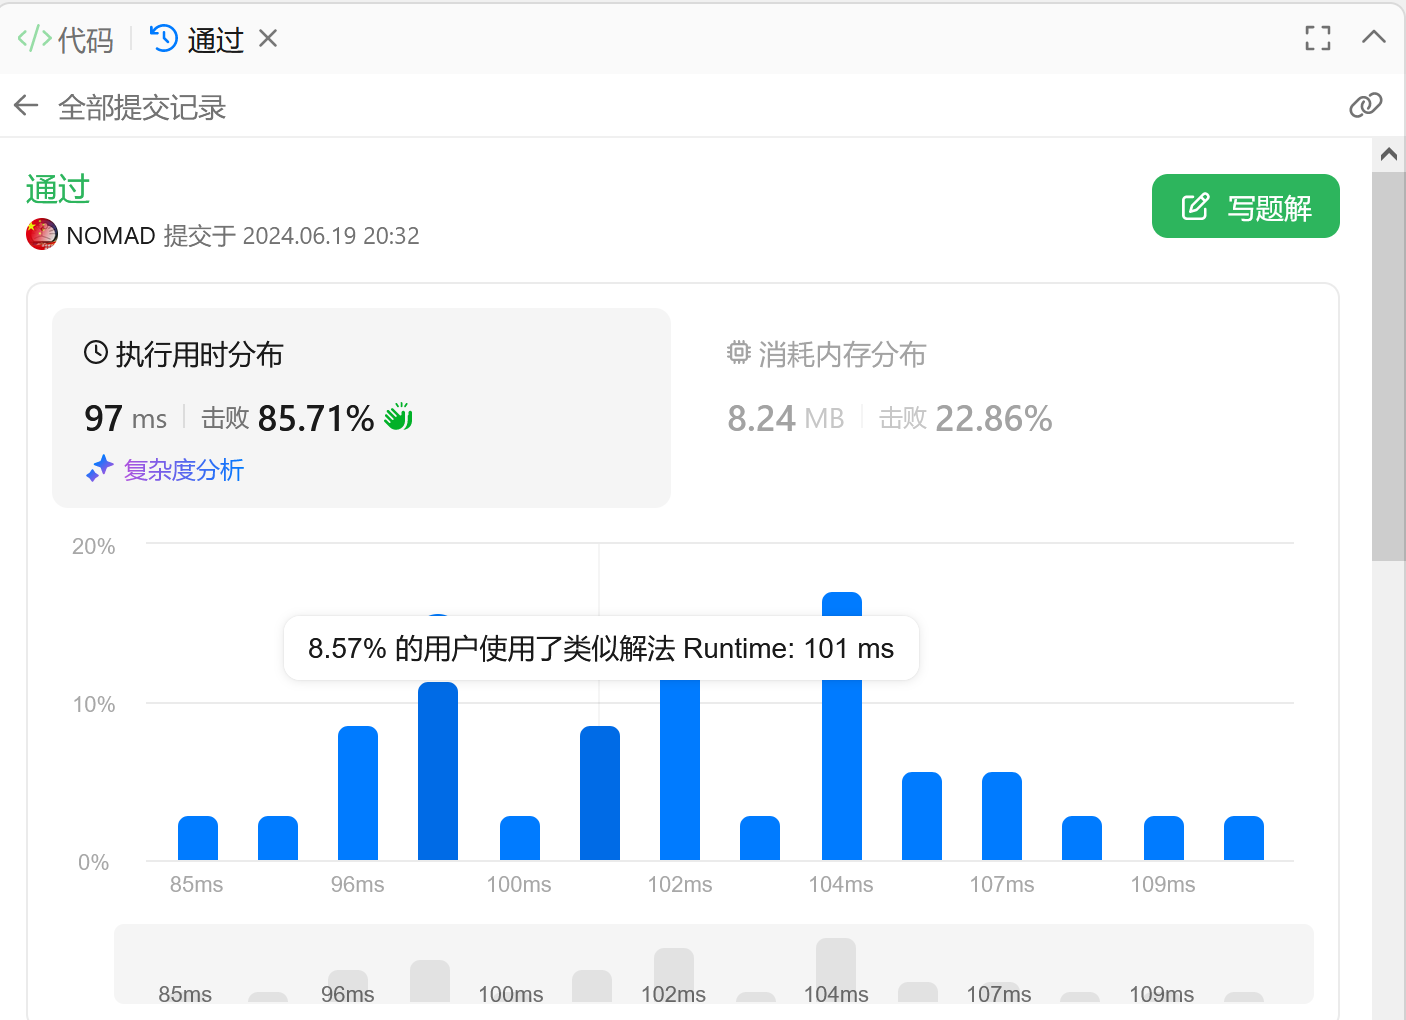 代码 通过
全部提交记录
通过
写题解
NOMAD 提交于 2024.06.19 20:32
执行用时分布
97 ms 击败 85.71%
复杂度分析
消耗内存分布
8.24 MB 击败 22.86%
20%
8.57% 的用户使用了类似解法 Runtime: 101 ms
10%
0%
85ms 96ms 100ms 102ms 104ms 107ms 109ms
85ms 96ms 100ms 102ms 104ms 107ms 109ms